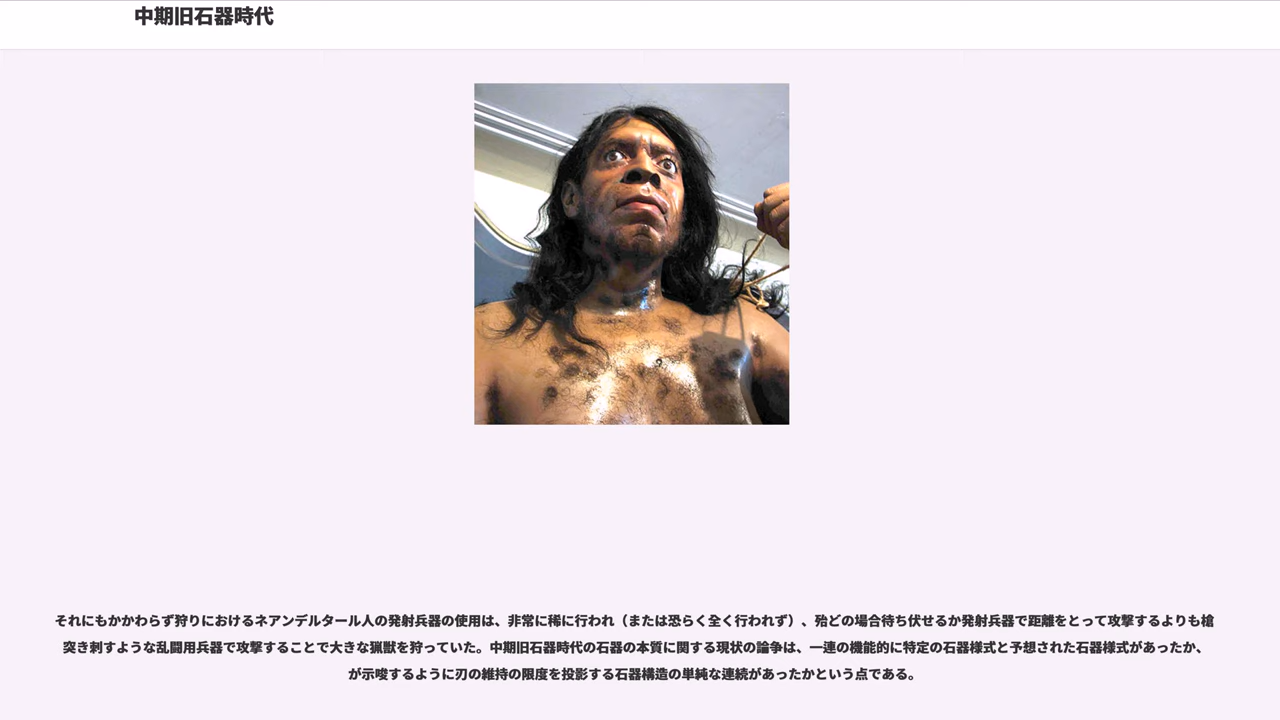 中期旧石器時代
それにもかかわらず狩りにおけるネアンデルタール人の発射兵器の使用は、非常に稀に行われ（または恐らく全く行われず）、殆どの場合待ち伏せるか発射兵器で距離をとって攻撃するよりも槍
突き刺すような乱闘用兵器で攻撃することで大きな猟獣を狩っていた。中期旧石器時代の石器の本質に関する現状の論争は、一連の機能的に特定の石器様式と予想された石器様式があったか、
が示唆するように刃の維持の限度を投影する石器構造の単純な連続があったかという点である。